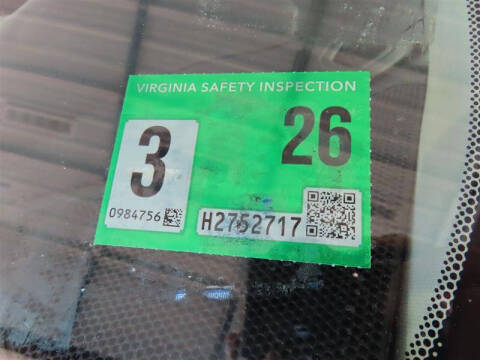 VIRGINIA SAFETY INSPECTION
3
26
0984756
H2752717